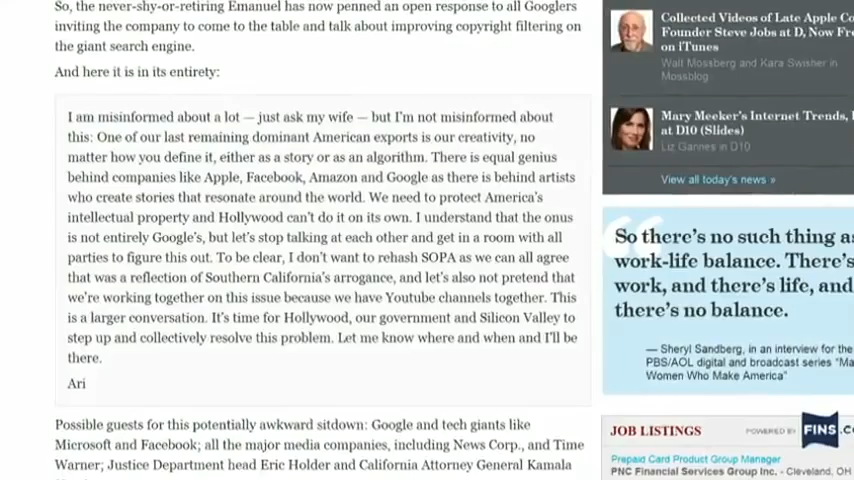 So, the never-shy-or-retiring Emanuel has now penned an open response to all Googlers
inviting the company to come to the table and talk about improving copyright filtering on
the giant search engine.
And here it is in its entirety:
I am misinformed about a lot — just ask my wife — but I'm not misinformed about
this: One of our last remaining dominant American exports is our creativity, no
matter how you define it, either as a story or as an algorithm. There is equal genius
behind companies like Apple, Facebook, Amazon and Google as there is behind artists
who create stories that resonate around the world. We need to protect America's
intellectual property and Hollywood can't do it on its own. I understand that the onus
is not entirely Google's, but let's stop talking at each other and get in a room with all
parties to figure this out. To be clear, I don't want to rehash SOPA as we can all agree
that was a reflection of Southern California's arrogance, and let's also not pretend that
we're working together on this issue because we have Youtube channels together. This
is a larger conversation. It's time for Hollywood, our government and Silicon Valley to
step up and collectively resolve this problem. Let me know where and when and I'll be
there.
Ari
Possible guests for this potentially awkward sitdown: Google and tech giants like
Microsoft and Facebook; all the major media companies, including News Corp., and Time
Warner; Justice Department head Eric Holder and California Attorney General Kamala
Collected Videos of Late Apple Co
Founder Steve Jobs at D, Now Fre
on iTunes
Walt Mossberg and Kara Swisher in
Mossblog
Mary Meeker's Internet Trends,
at D10 (Slides)
Liz Gannes in D10
View all today's news »
So there's no such thing as
work-life balance. There's
work, and there's life, and
there's no balance.
— Sheryl Sandberg, in an interview for the
PBS/AOL digital and broadcast series "Ma
Women Who Make America"
JOB LISTINGS
POWERED BY FINS.CO
Prepaid Card Product Group Manager
PNC Financial Services Group Inc. - Cleveland, OH